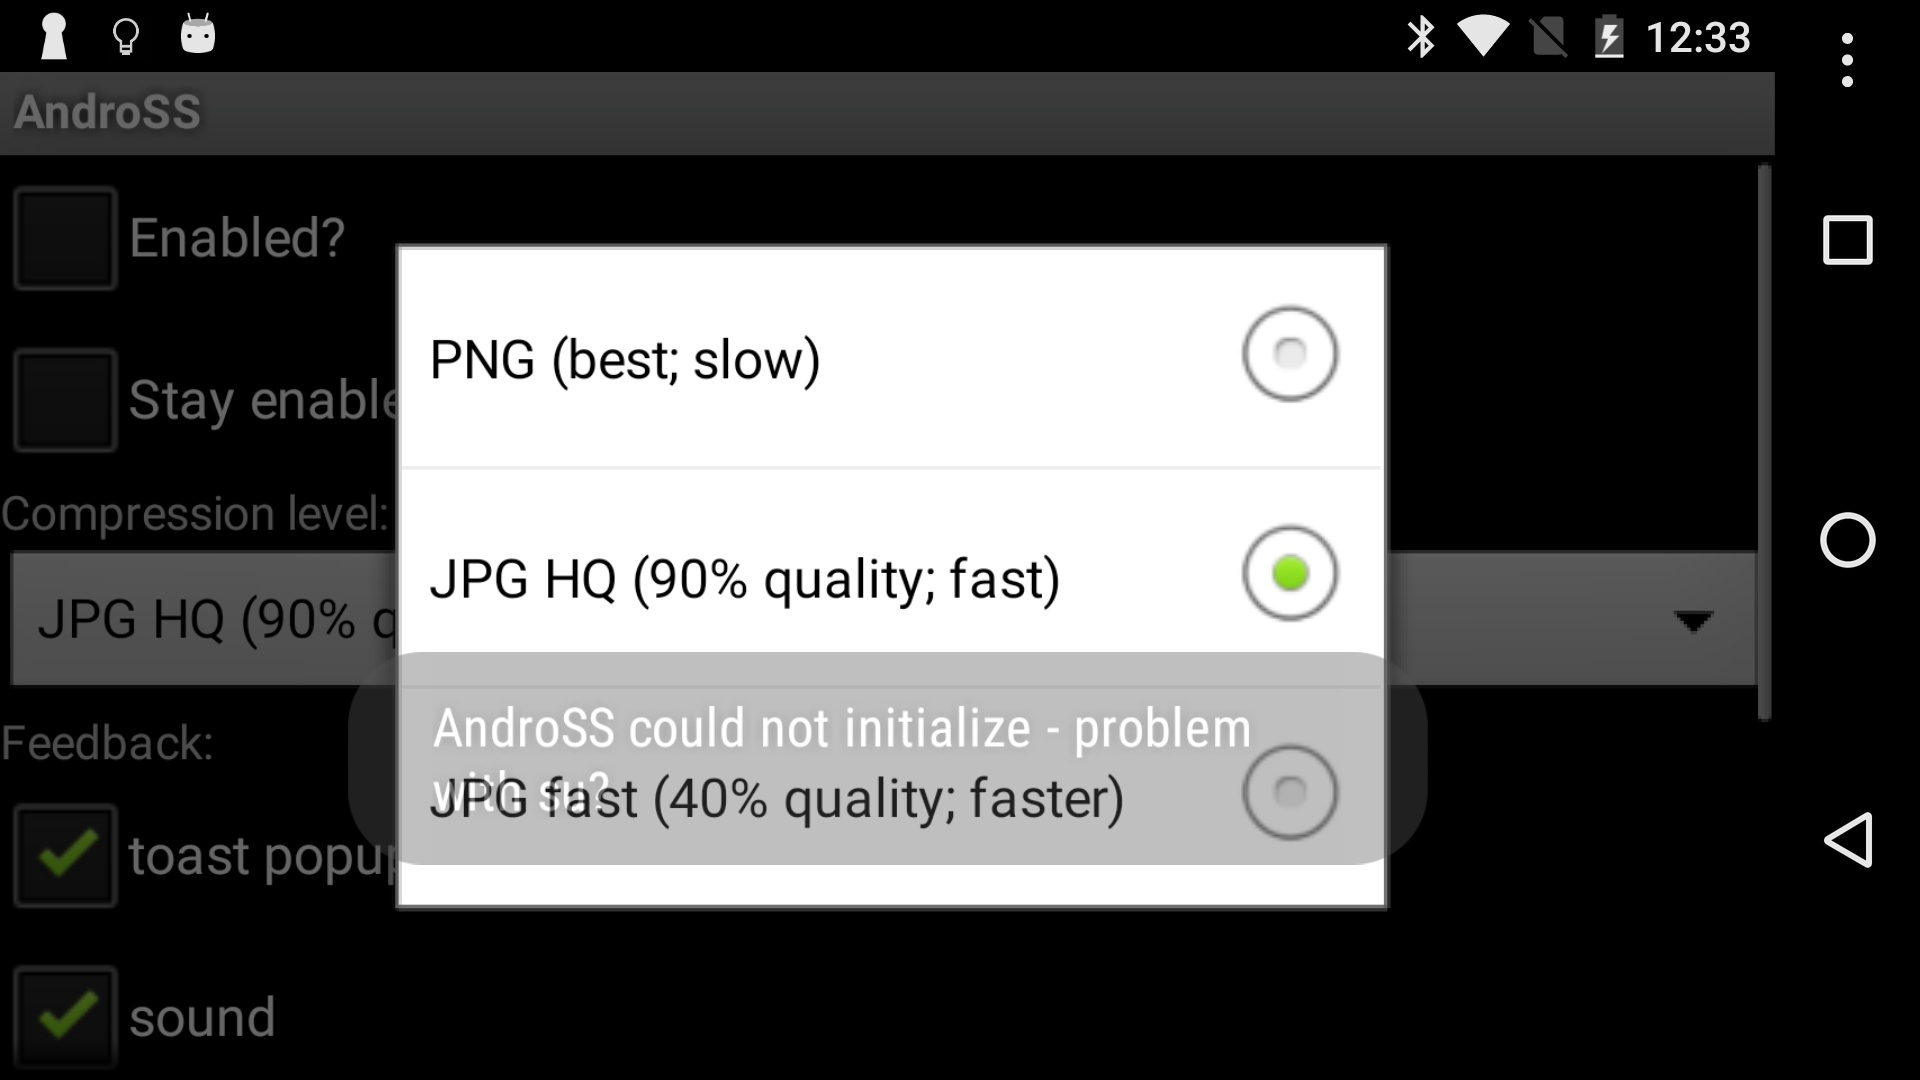 12:33
AndroSS
Enabled?
Stay enable
Compression level:
JPG HQ (90% q
Feedback:
toast popup
sound
PNG (best; slow)
JPG HQ (90% quality; fast)
JPG fast (40% quality; faster)
AndroSS could not initialize - problem
with su?